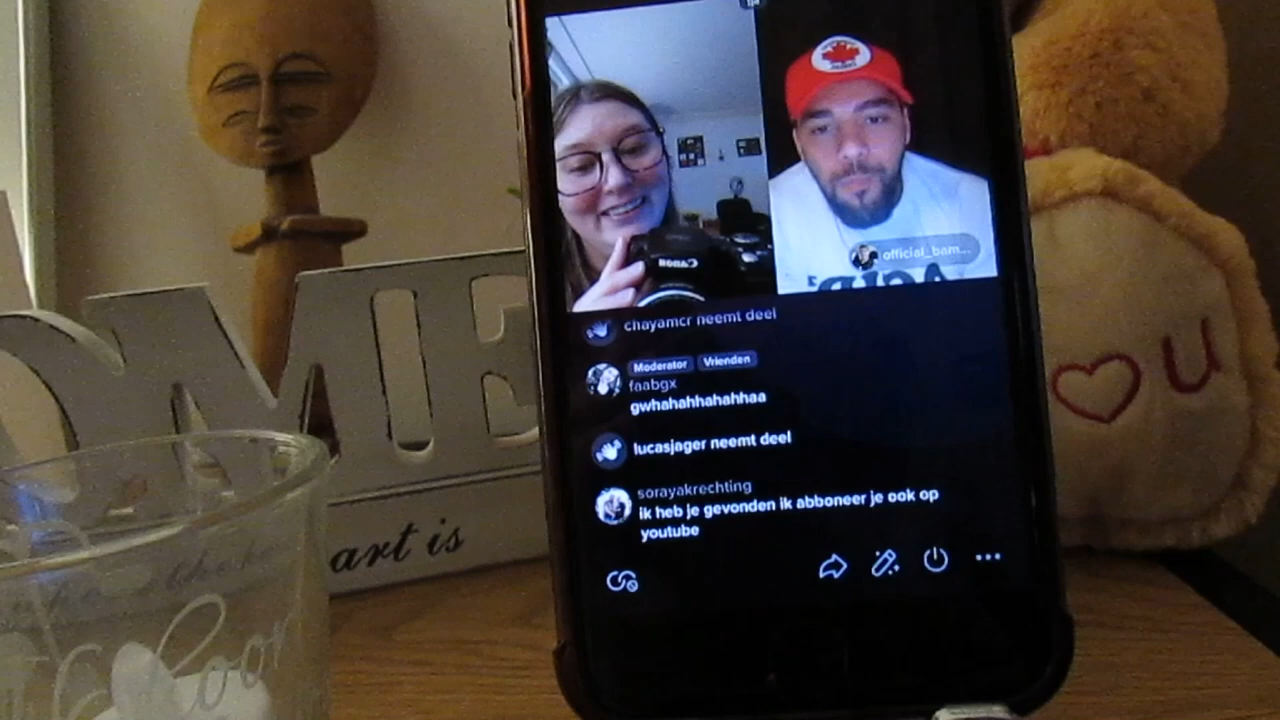 official_bam...
chayamcr neemt deel
Moderator Vrienden
faabgx
gwhahahhahahhaa
lucasjager neemt deel
sorayakrechting
ik heb je gevonden ik abboneer je ook op
youtube
OME
art is
U